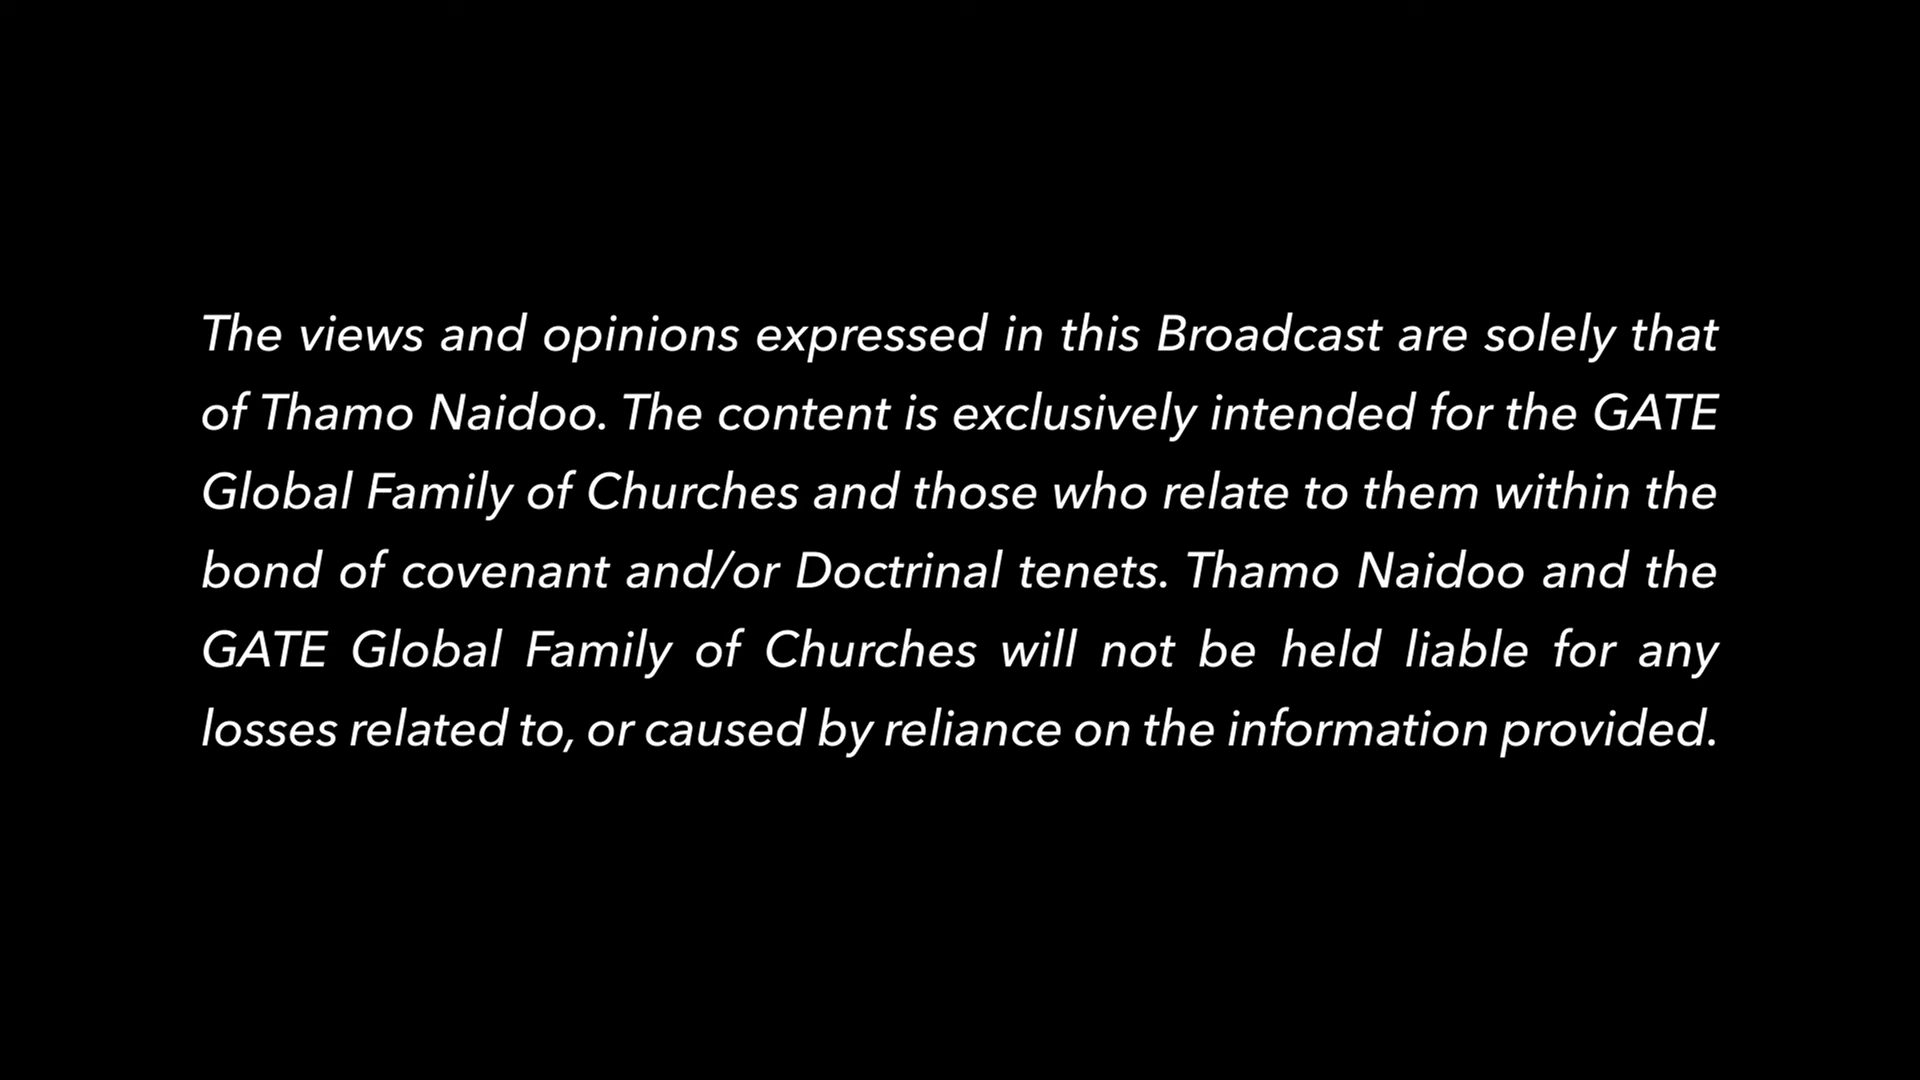 The views and opinions expressed in this Broadcast are solely that
of Thamo Naidoo. The content is exclusively intended for the GATE
Global Family of Churches and those who relate to them within the
bond of covenant and/or Doctrinal tenets. Thamo Naidoo and the
GATE Global Family of Churches will not be held liable for any
losses related to, or caused by reliance on the information provided.